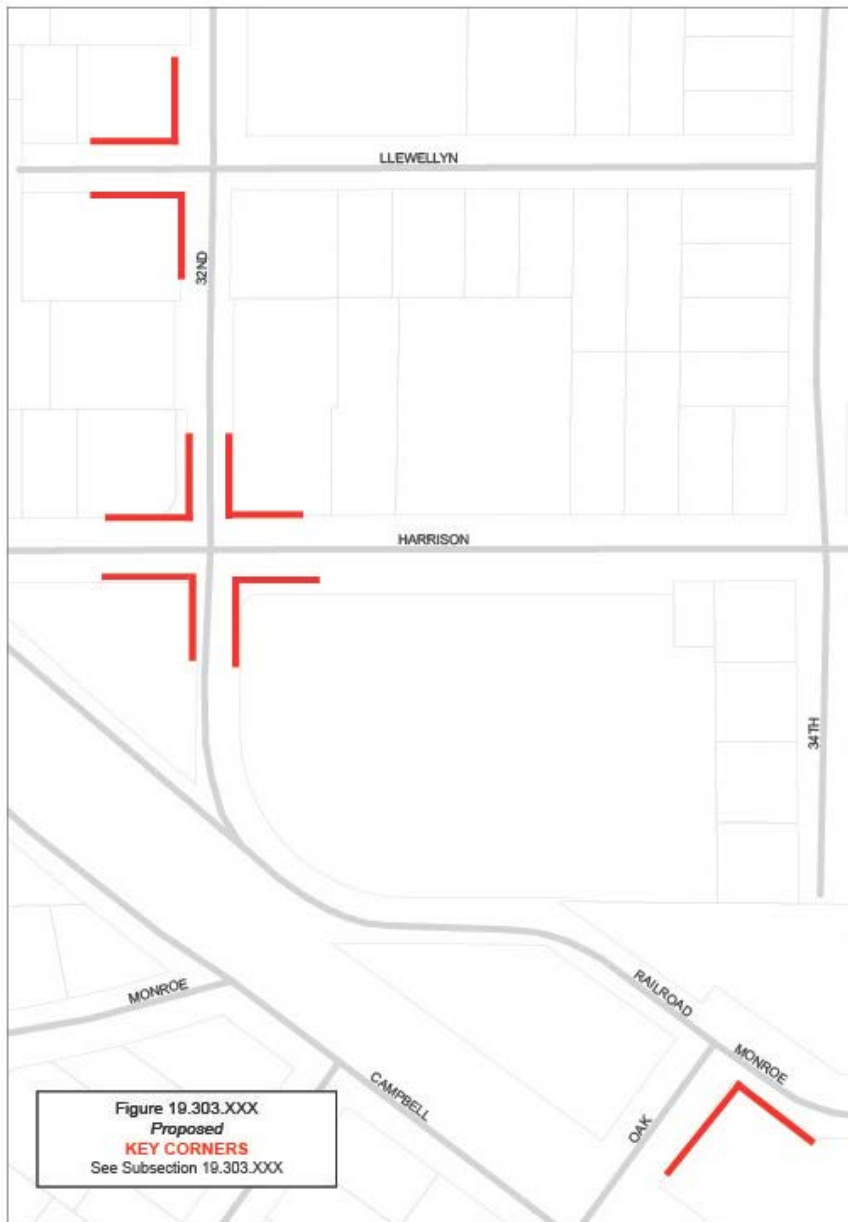 LLEWELLYN
32ND
HARRISON
34TH
RAILROAD
MONROE
MONROE
CAMPBELL
OAK
Figure 19.303.XXX
Proposed
KEY CORNERS
See Subsection 19.303.XXX